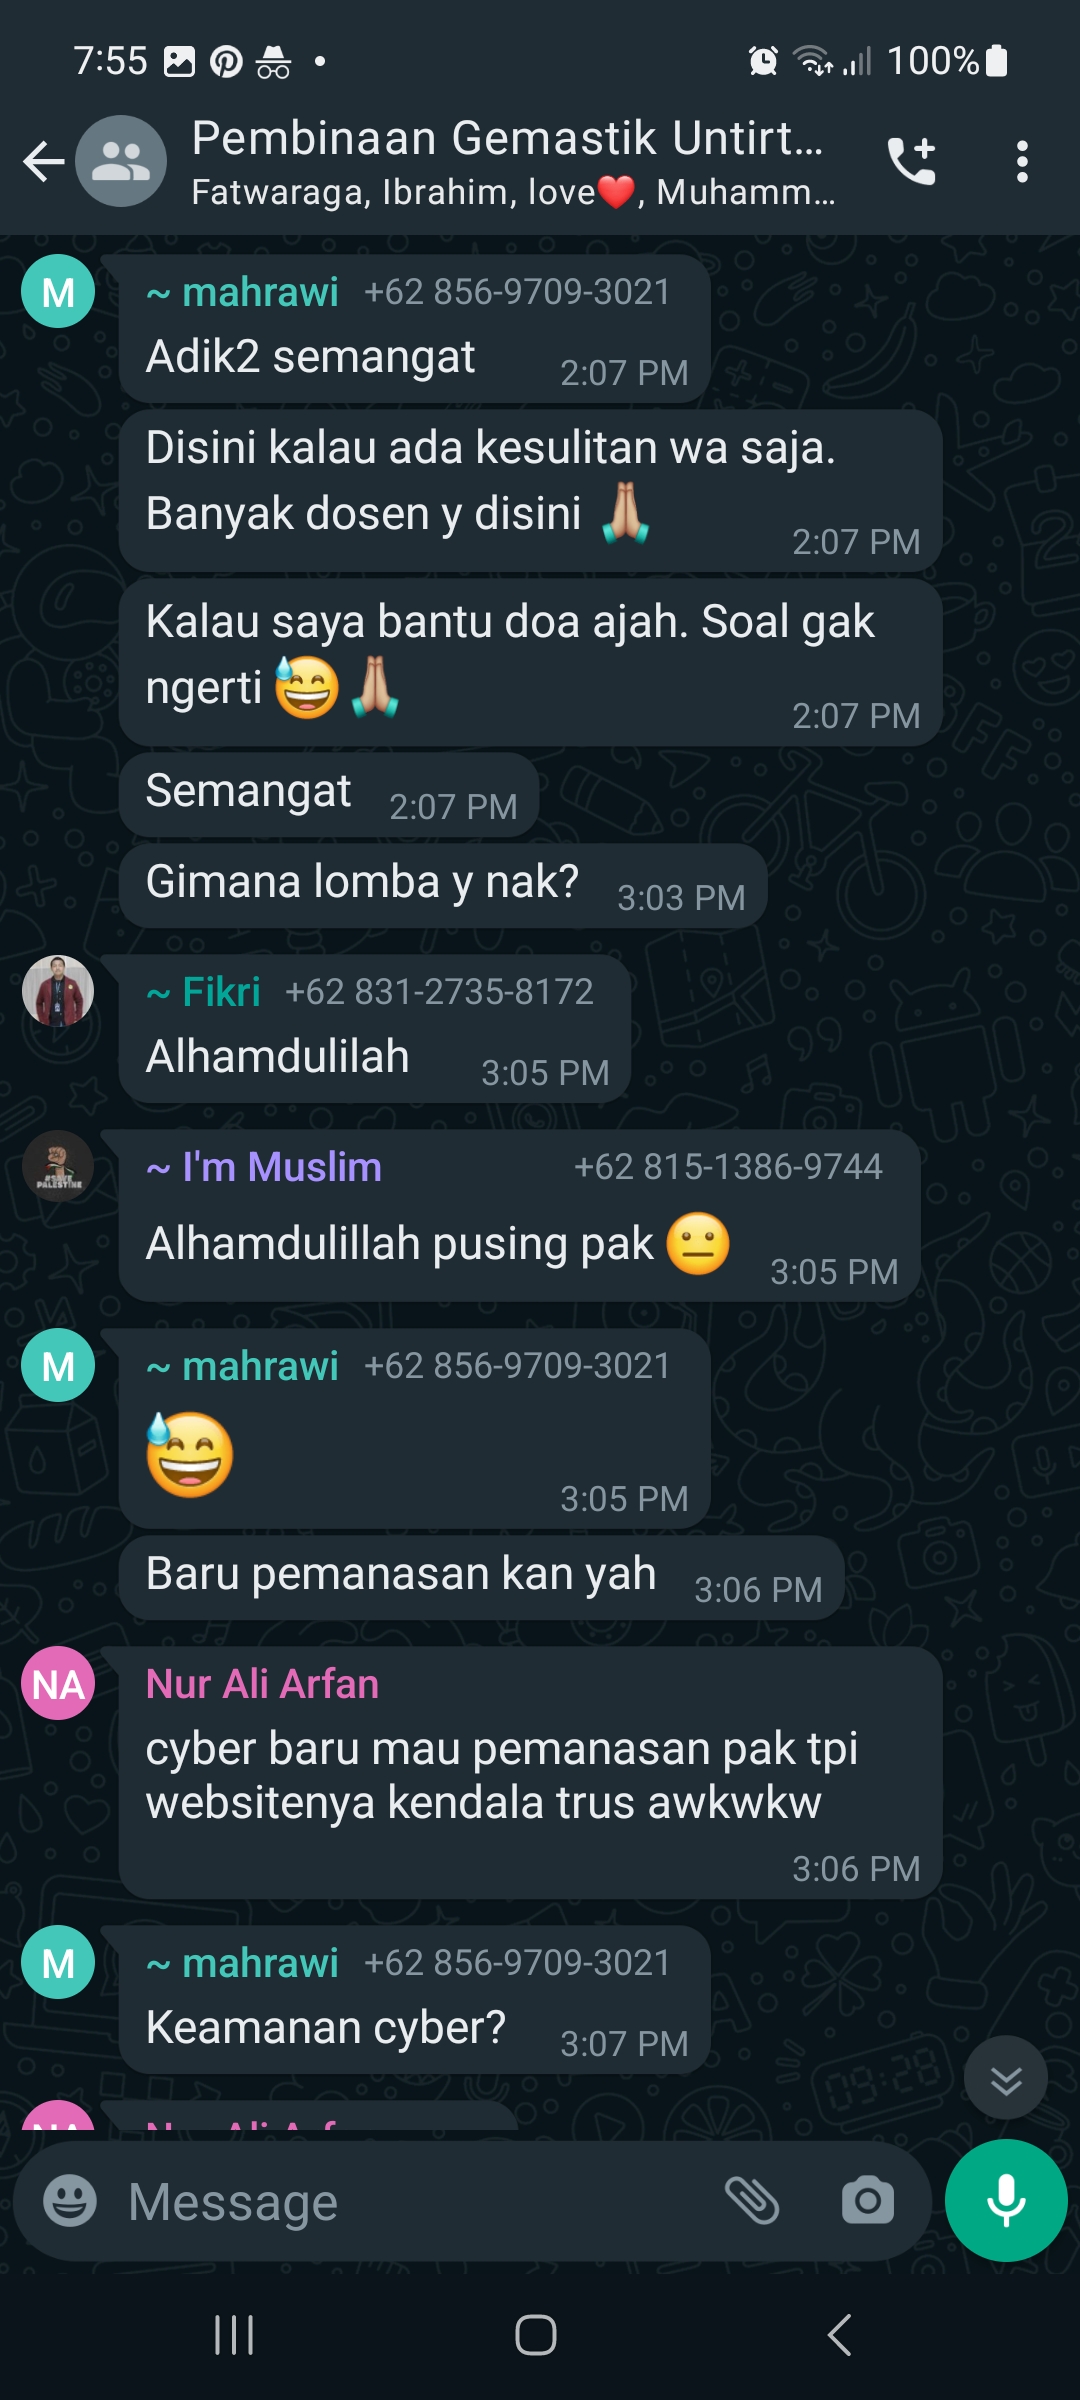 7:55 100%
Pembinaan Gemastik Untirt...
Fatwaraga, Ibrahim, love❤️, Muhamm...
M
~ mahrawi +62 856-9709-3021
Adik2 semangat 2:07 PM
Disini kalau ada kesulitan wa saja.
Banyak dosen y disini 🙏 2:07 PM
Kalau saya bantu doa ajah. Soal gak
ngerti 😅🙏 2:07 PM
Semangat 2:07 PM
Gimana lomba y nak? 3:03 PM
~ Fikri +62 831-2735-8172
Alhamdulilah 3:05 PM
#SAVE
PALESTINE
~ I'm Muslim +62 815-1386-9744
Alhamdulillah pusing pak 😐 3:05 PM
M
~ mahrawi +62 856-9709-3021
😅 3:05 PM
Baru pemanasan kan yah 3:06 PM
NA
Nur Ali Arfan
cyber baru mau pemanasan pak tpi
websitenya kendala trus awkwkw
3:06 PM
M
~ mahrawi +62 856-9709-3021
Keamanan cyber? 3:07 PM
NA
Nur Ali Arf
Message